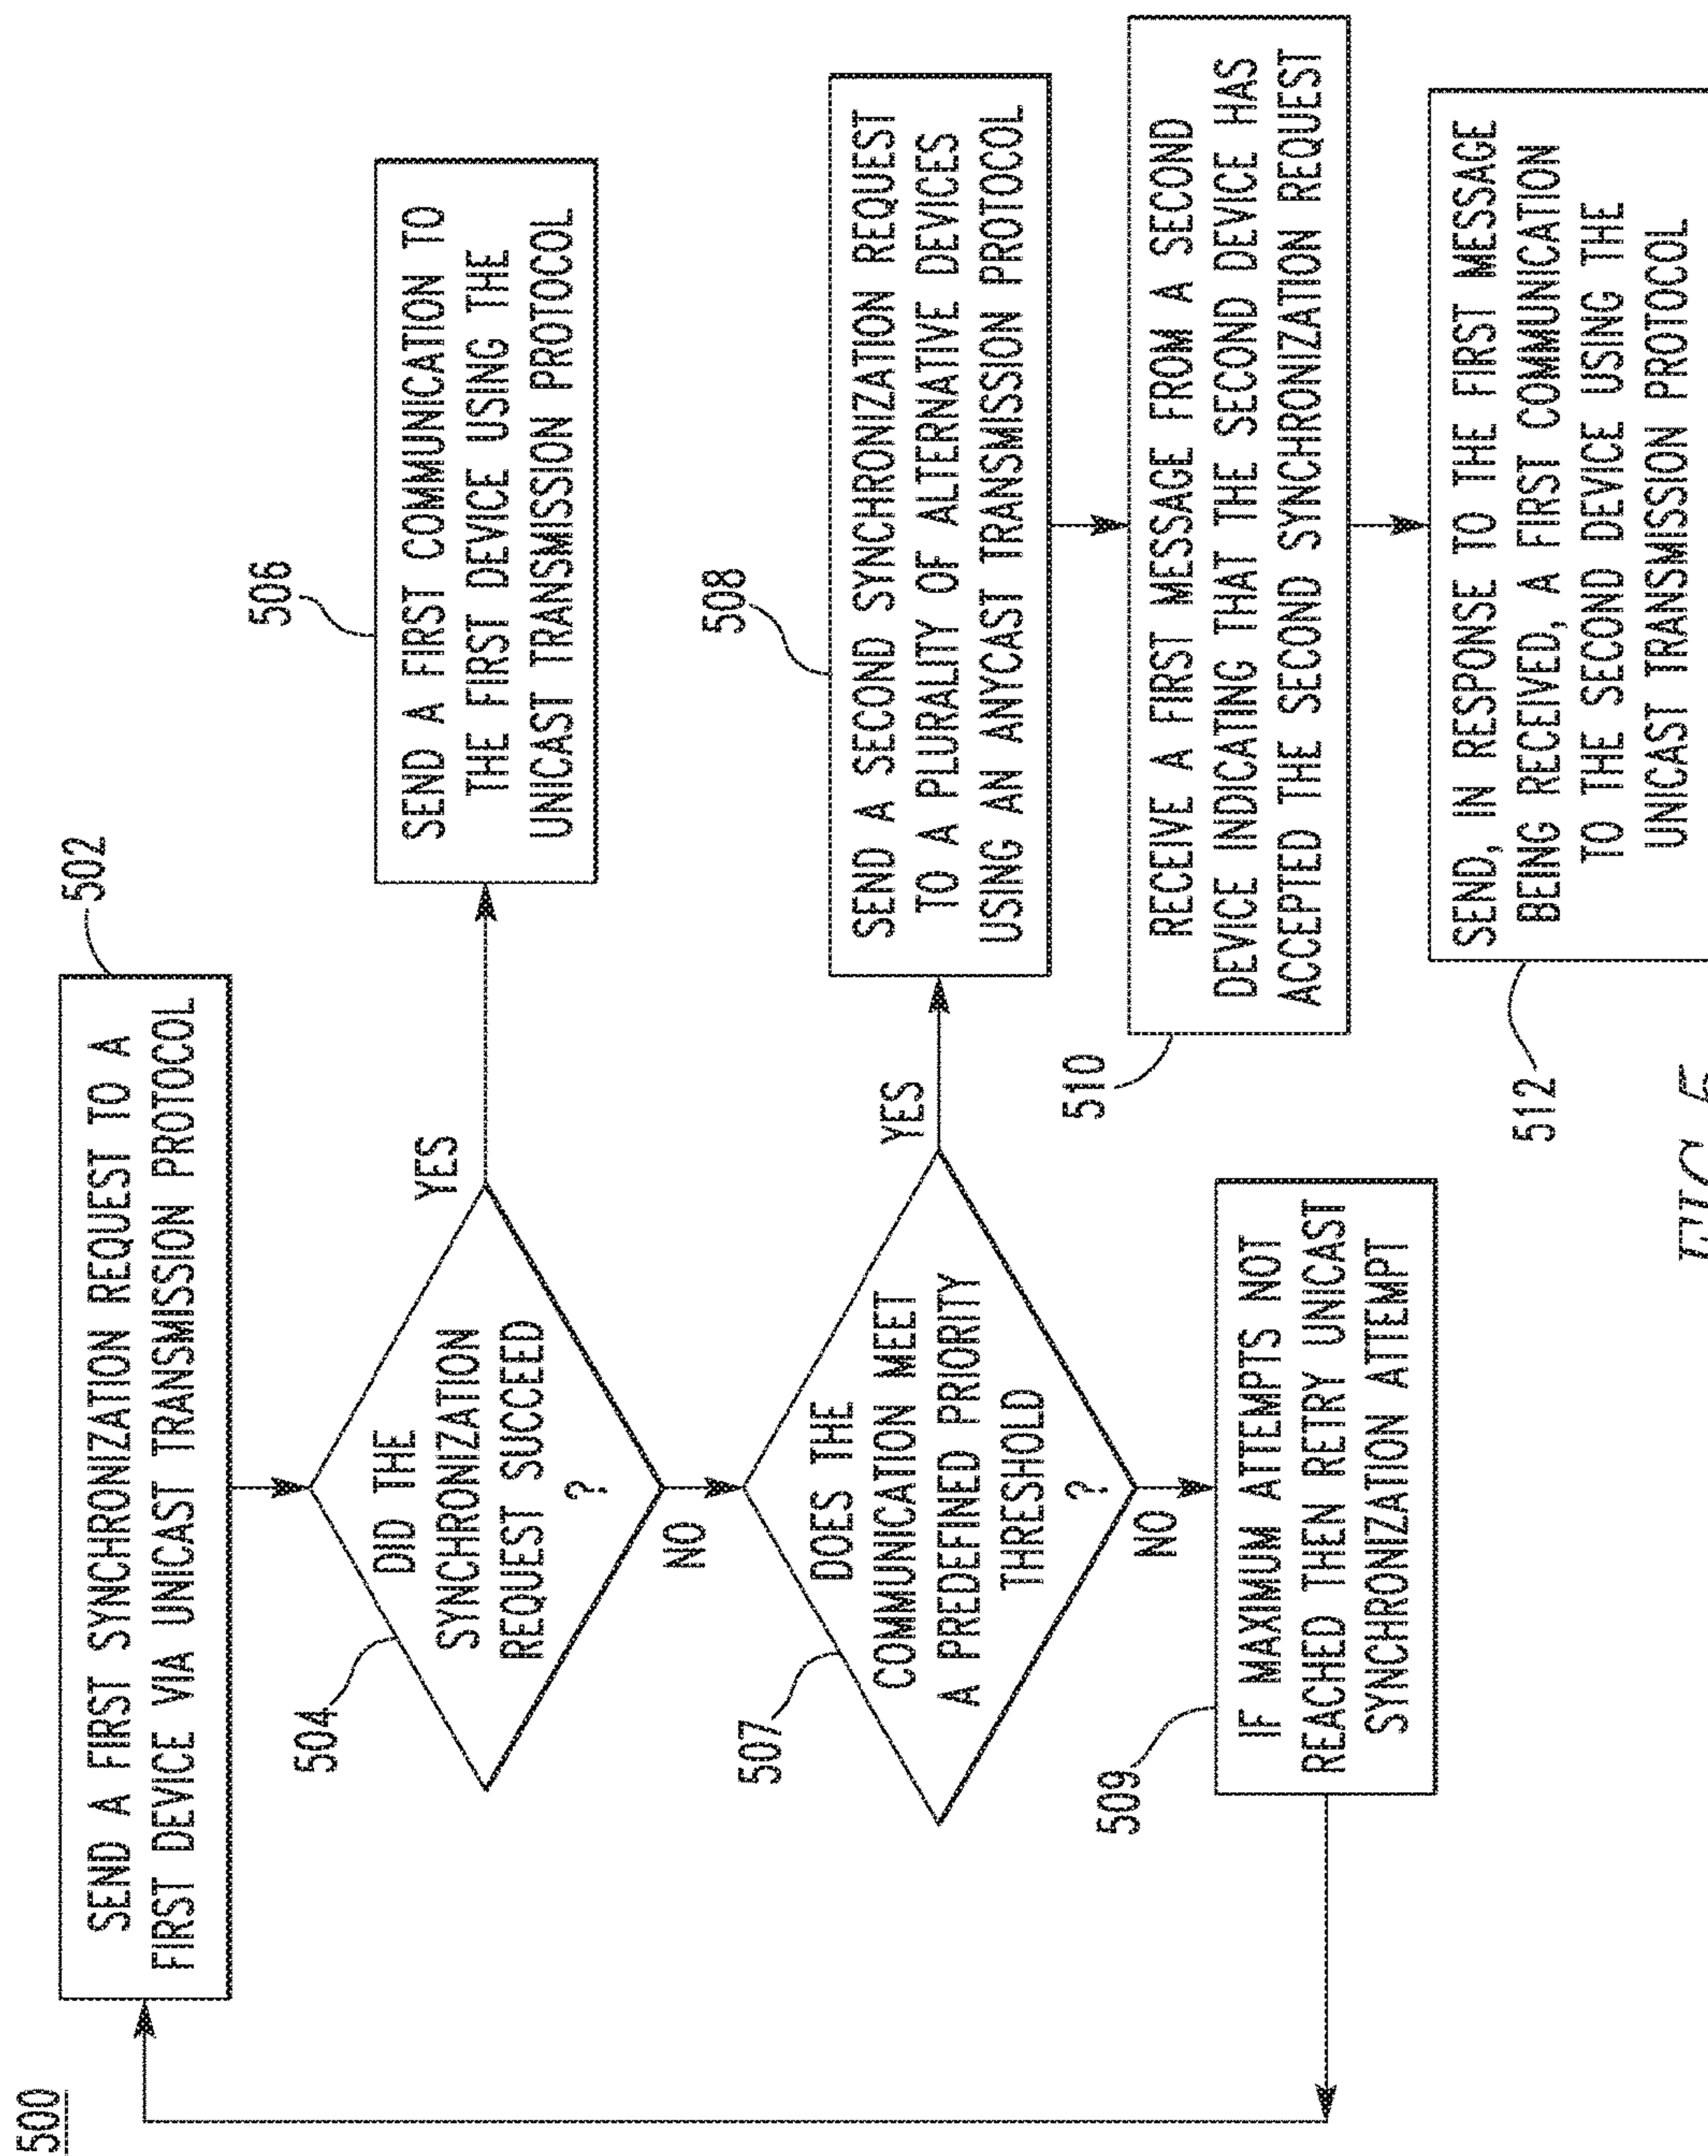 500
502
SEND A FIRST SYNCHRONIZATION REQUEST TO A
FIRST DEVICE VIA UNICAST TRANSMISSION PROTOCOL
504
DID THE
SYNCHRONIZATION
REQUEST SUCCEED
?
YES
506
SEND A FIRST COMMUNICATION TO
THE FIRST DEVICE USING THE
UNICAST TRANSMISSION PROTOCOL
NO
507
DOES THE
COMMUNICATION MEET
A PREDEFINED PRIORITY
THRESHOLD
?
YES
508
SEND A SECOND SYNCHRONIZATION REQUEST
TO A PLURALITY OF ALTERNATIVE DEVICES
USING AN ANYCAST TRANSMISSION PROTOCOL
NO
509
IF MAXIMUM ATTEMPTS NOT
REACHED THEN RETRY UNICAST
SYNCHRONIZATION ATTEMPT
510
RECEIVE A FIRST MESSAGE FROM A SECOND
DEVICE INDICATING THAT THE SECOND DEVICE HAS
ACCEPTED THE SECOND SYNCHRONIZATION REQUEST
512
SEND, IN RESPONSE TO THE FIRST MESSAGE
BEING RECEIVED, A FIRST COMMUNICATION
TO THE SECOND DEVICE USING THE
UNICAST TRANSMISSION PROTOCOL